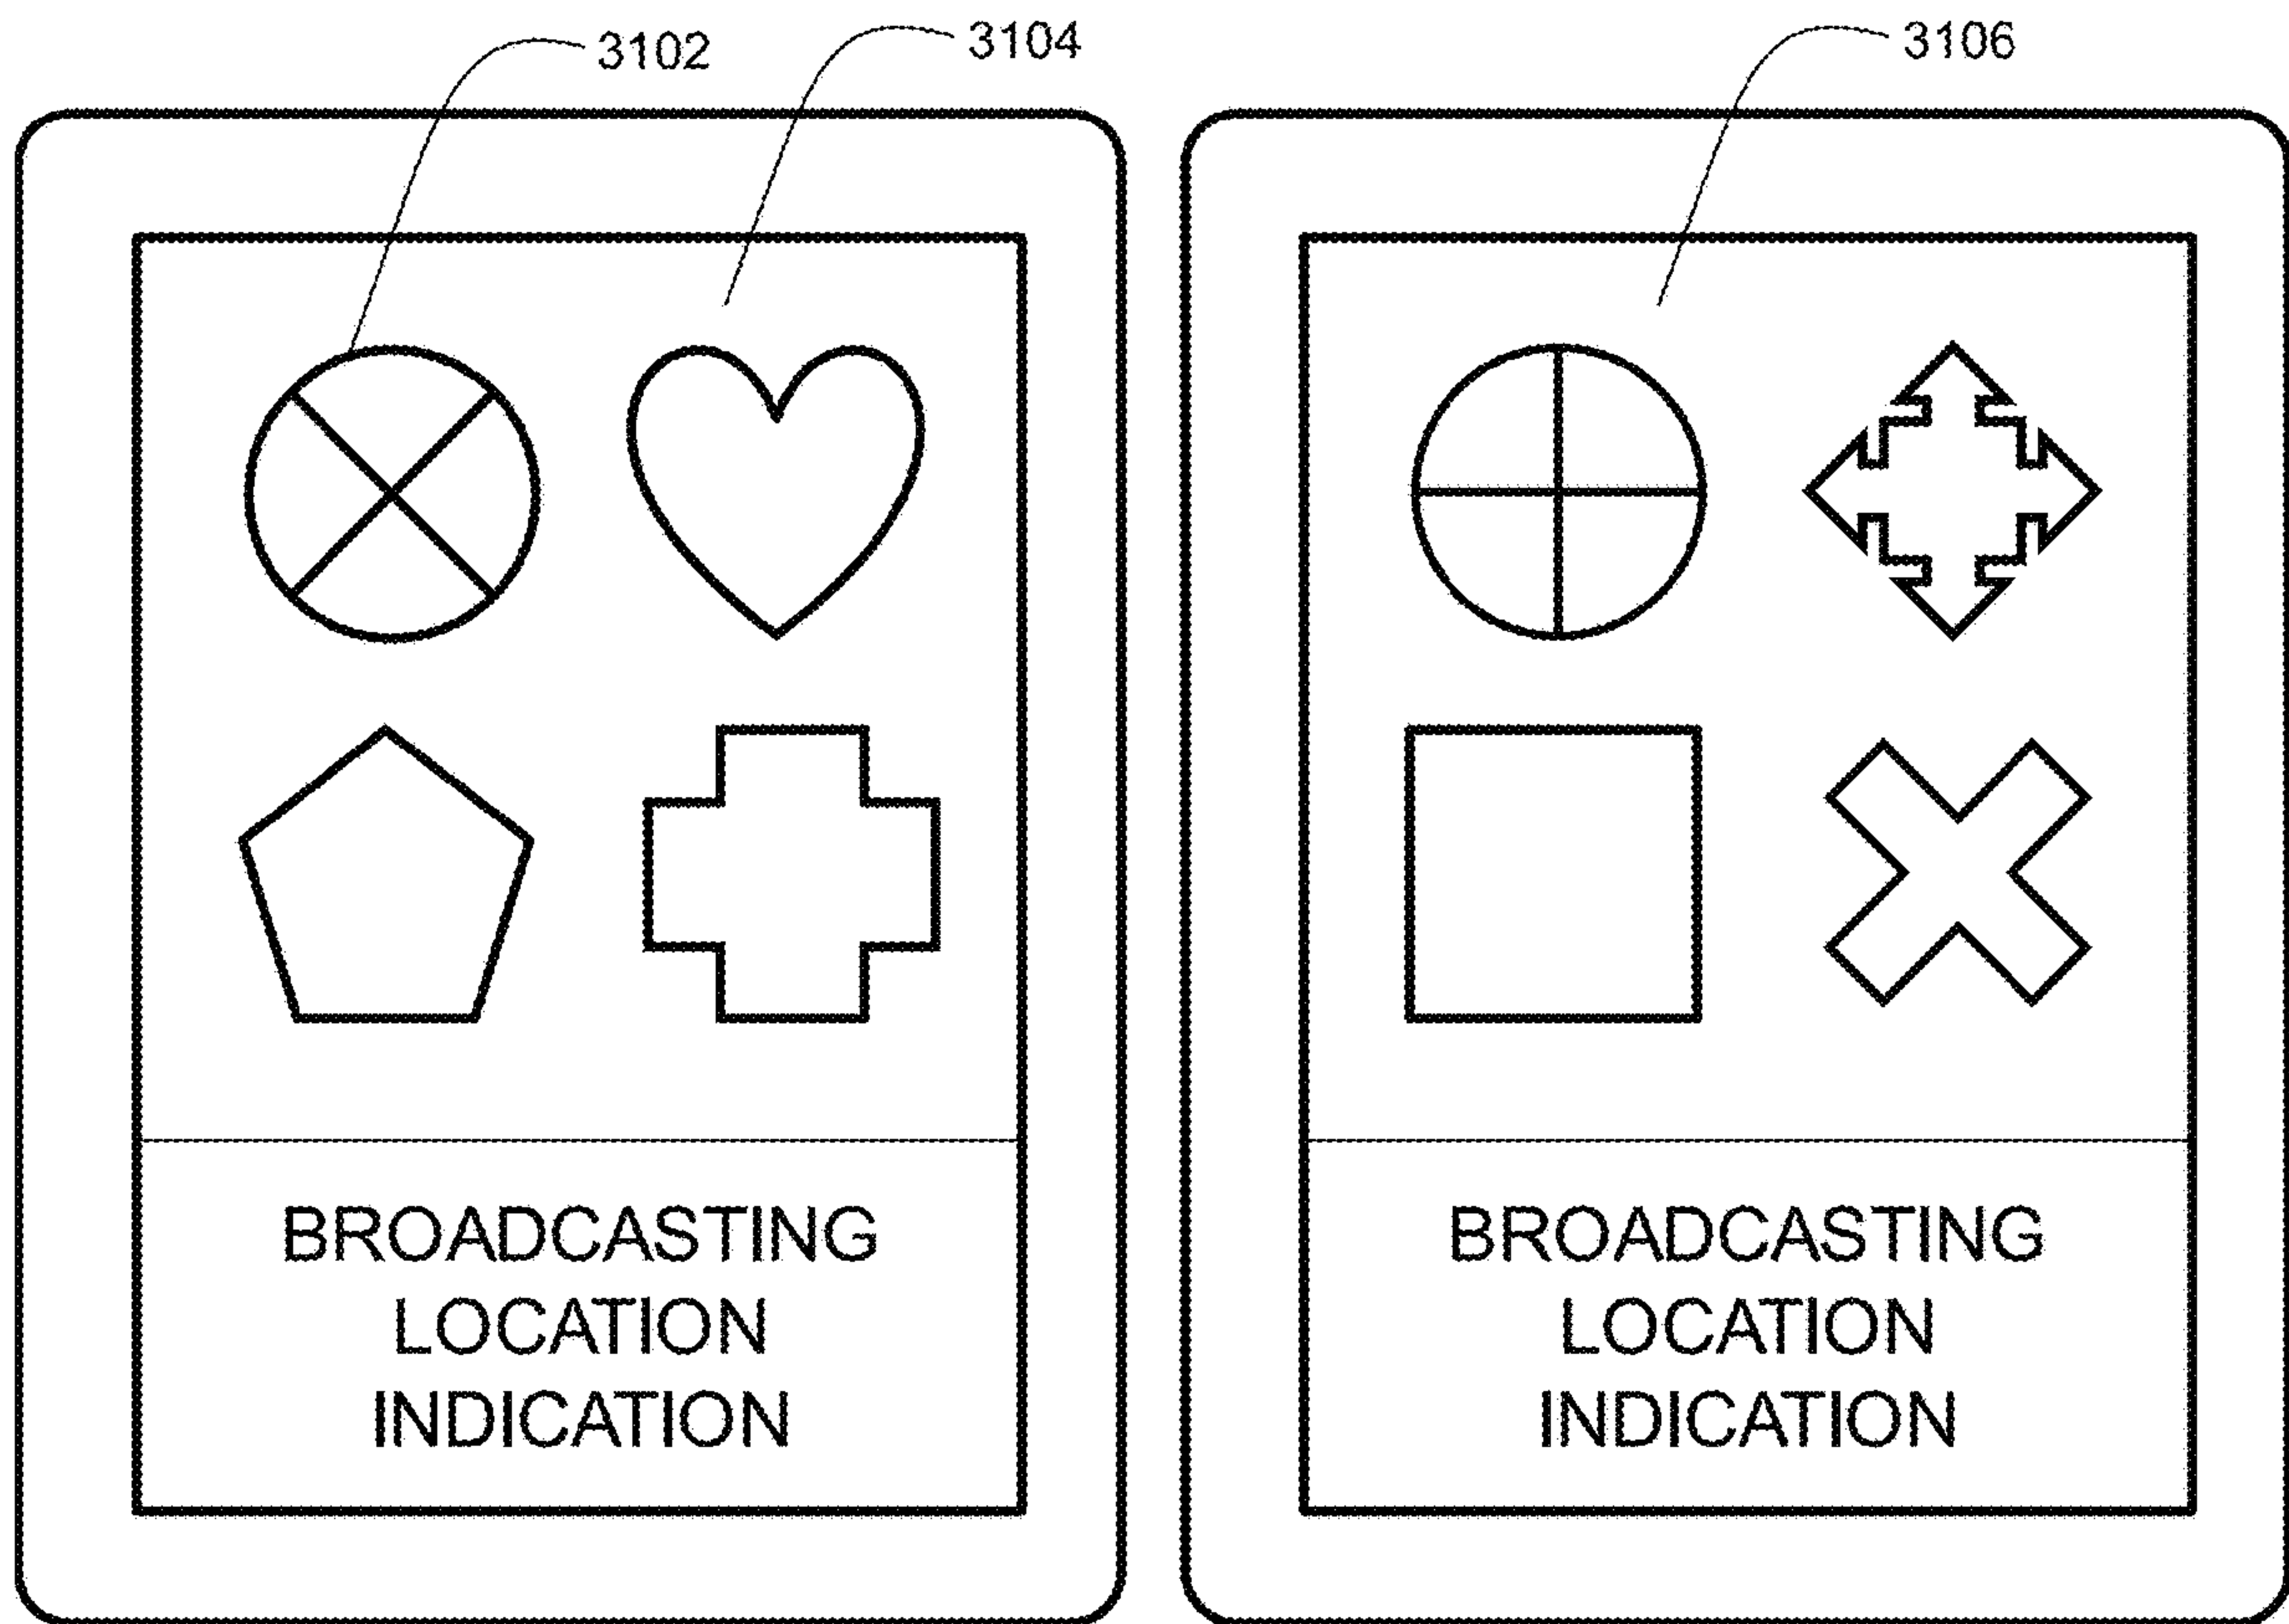 3102
3104
3106
BROADCASTING
LOCATION
INDICATION
BROADCASTING
LOCATION
INDICATION